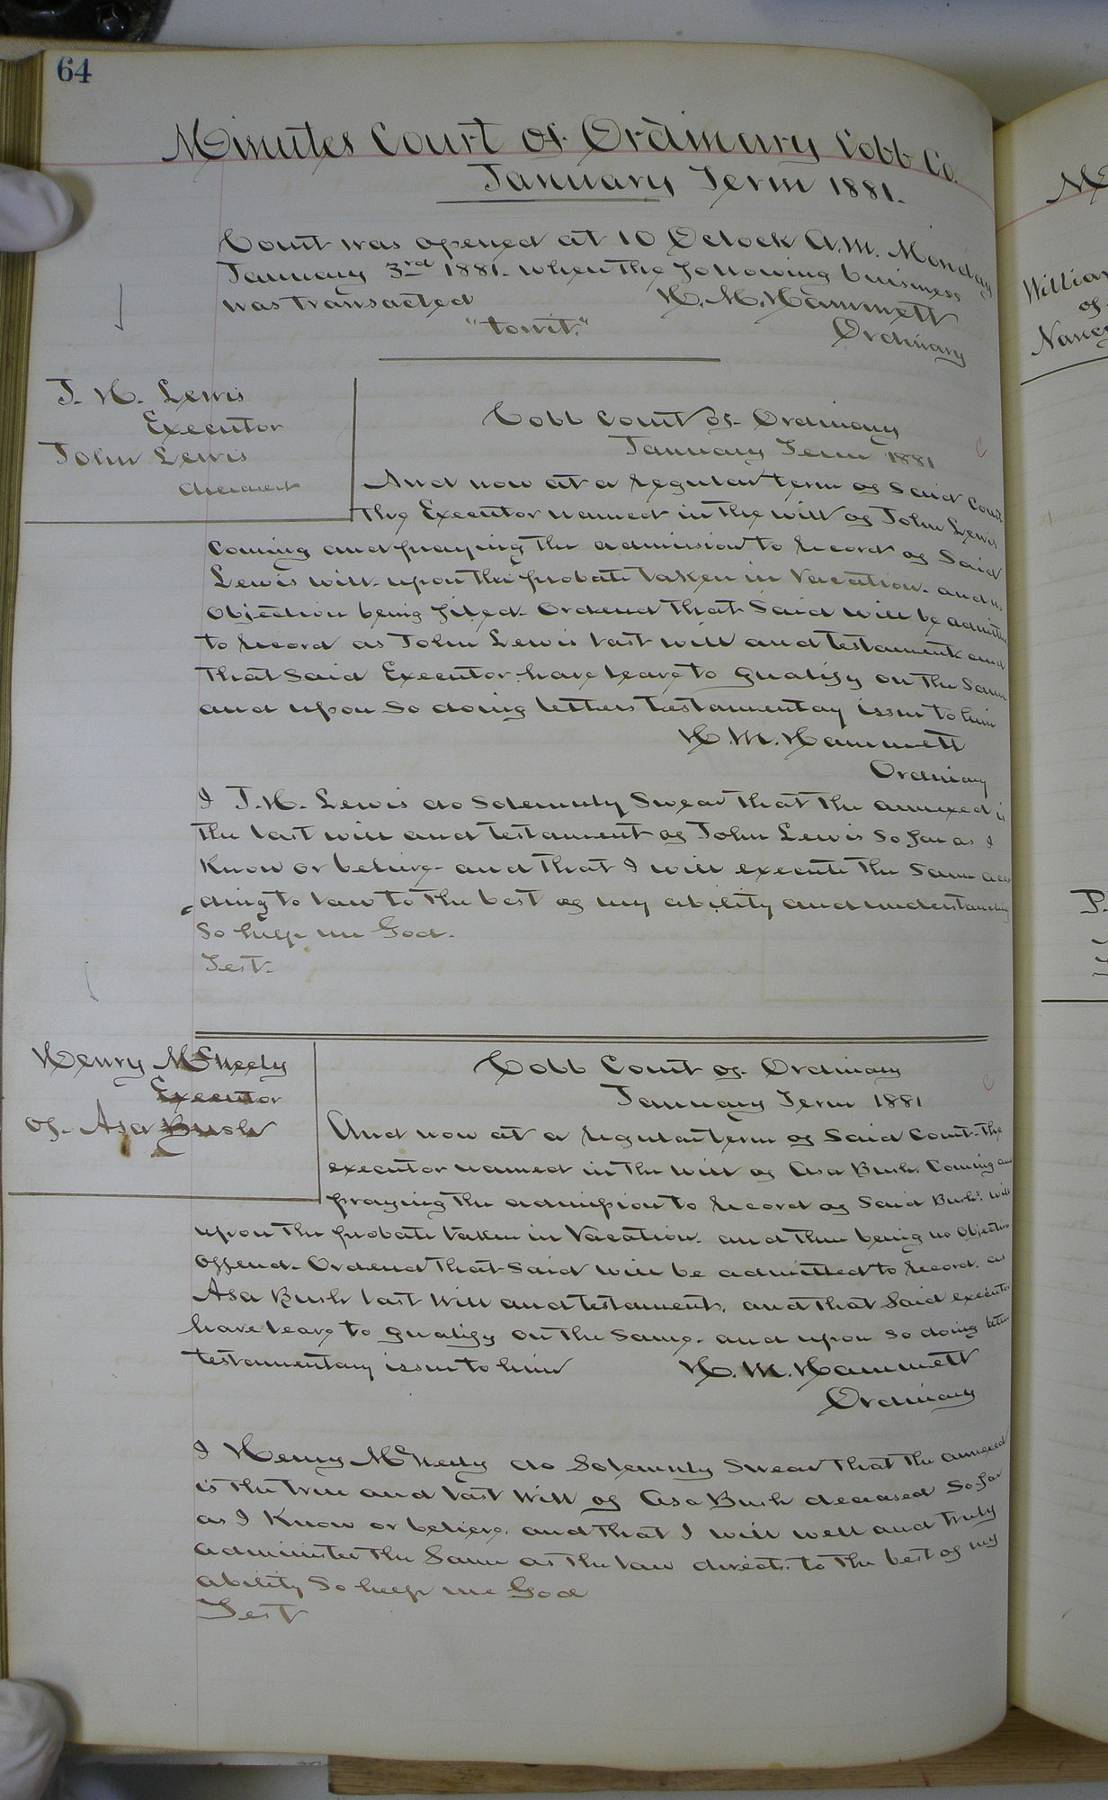 64
Minutes Court of Ordinary Cobb Co.
January Term 1881.
Court was opened at 10 Oclock A.M. Monday
January 3rd 1881. when the following business
was transacted
"towit."
H. M. Hammett
Ordinary
J. H. Lewis
Executor
John Lewis
deceased
Cobb Court of Ordinary
January Term 1881
And now at a regular term of said Court
the Executor named in the will of John Lewis
coming and praying the admission to record of Said
Lewis will upon the probate taken in Vacation. and no
objection being filed. Ordered that Said will be admitted
to record as John Lewis last will and testament and
that said Executor have leave to qualify on the same
and upon so doing letters testamentary issue to him
H. M. Hammett
Ordinary
I J. H. Lewis do solemnly swear that the annexed is
the last will and testament of John Lewis so far as I
know or believe and that I will execute the same accor
ding to law to the best of my ability and understanding
So help me God.
Test.
Henry McNeely
Executor
of Asa Bush
Cobb Court of Ordinary
January Term 1881
And now at a regular term of said Court. the
executor named in the will of Asa Bush. Coming and
praying the admission to record of said Bush's will
upon the probate taken in Vacation. and there being no objection
offered. Ordered that said will be admitted to record. as
Asa Bush last will and testament. and that said executor
have leave to qualify on the same. and upon so doing letters
testamentary issue to him
H. M. Hammett
Ordinary
I Henry McNeely do Solemnly swear that the annexed
is the true and last will of Asa Bush deceased So far
as I know or believe. and that I will well and truly
administer the same as the law directs. to the best of my
ability So help me God
Test
M
William
of
Nancy
P.